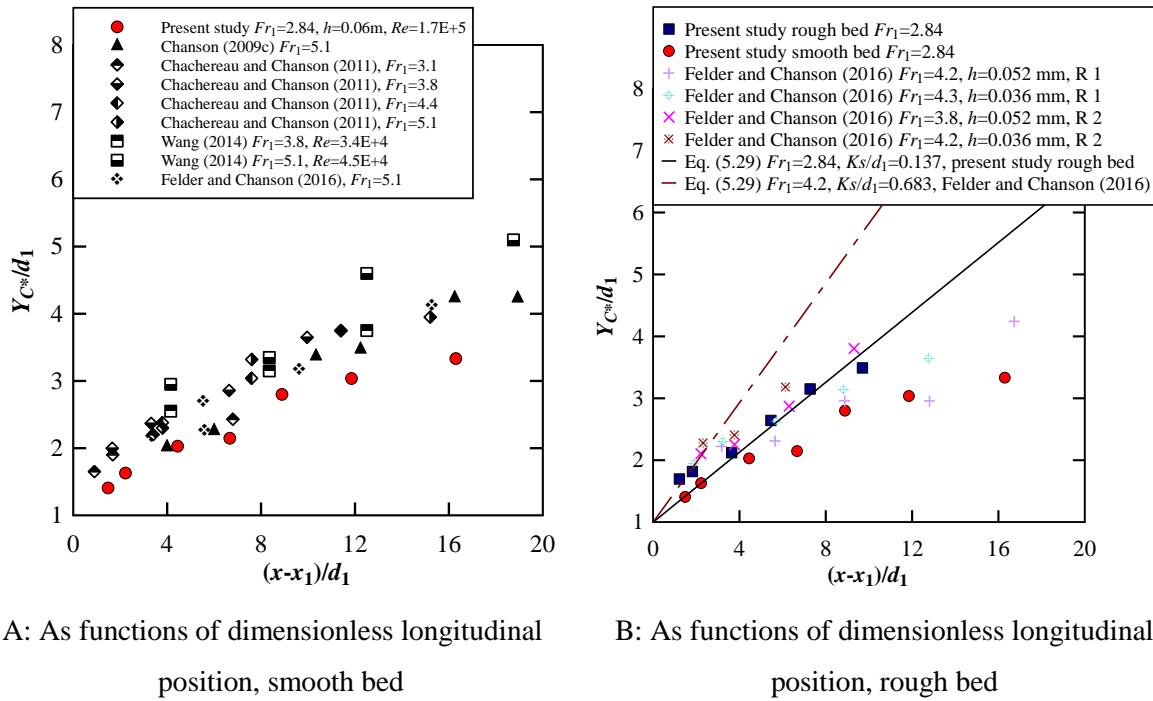 Present study Fr1=2.84, h=0.06m, Re=1.7E+5
Chanson (2009c) Fr1=5.1
Chachereau and Chanson (2011), Fr1=3.1
Chachereau and Chanson (2011), Fr1=3.8
Chachereau and Chanson (2011), Fr1=4.4
Chachereau and Chanson (2011), Fr1=5.1
Wang (2014) Fr1=3.8, Re=3.4E+4
Wang (2014) Fr1=5.1, Re=4.5E+4
Felder and Chanson (2016), Fr1=5.1
8
7
6
5
4
3
2
1
YC*/d1
0 4 8 12 16 20
(x-x1)/d1
A: As functions of dimensionless longitudinal
position, smooth bed
Present study rough bed Fr1=2.84
Present study smooth bed Fr1=2.84
Felder and Chanson (2016) Fr1=4.2, h=0.052 mm, R 1
Felder and Chanson (2016) Fr1=4.3, h=0.036 mm, R 1
Felder and Chanson (2016) Fr1=3.8, h=0.052 mm, R 2
Felder and Chanson (2016) Fr1=4.2, h=0.036 mm, R 2
Eq. (5.29) Fr1=2.84, Ks/d1=0.137, present study rough bed
Eq. (5.29) Fr1=4.2, Ks/d1=0.683, Felder and Chanson (2016)
8
7
6
5
4
3
2
1
YC*/d1
0 4 8 12 16 20
(x-x1)/d1
B: As functions of dimensionless longitudinal
position, rough bed